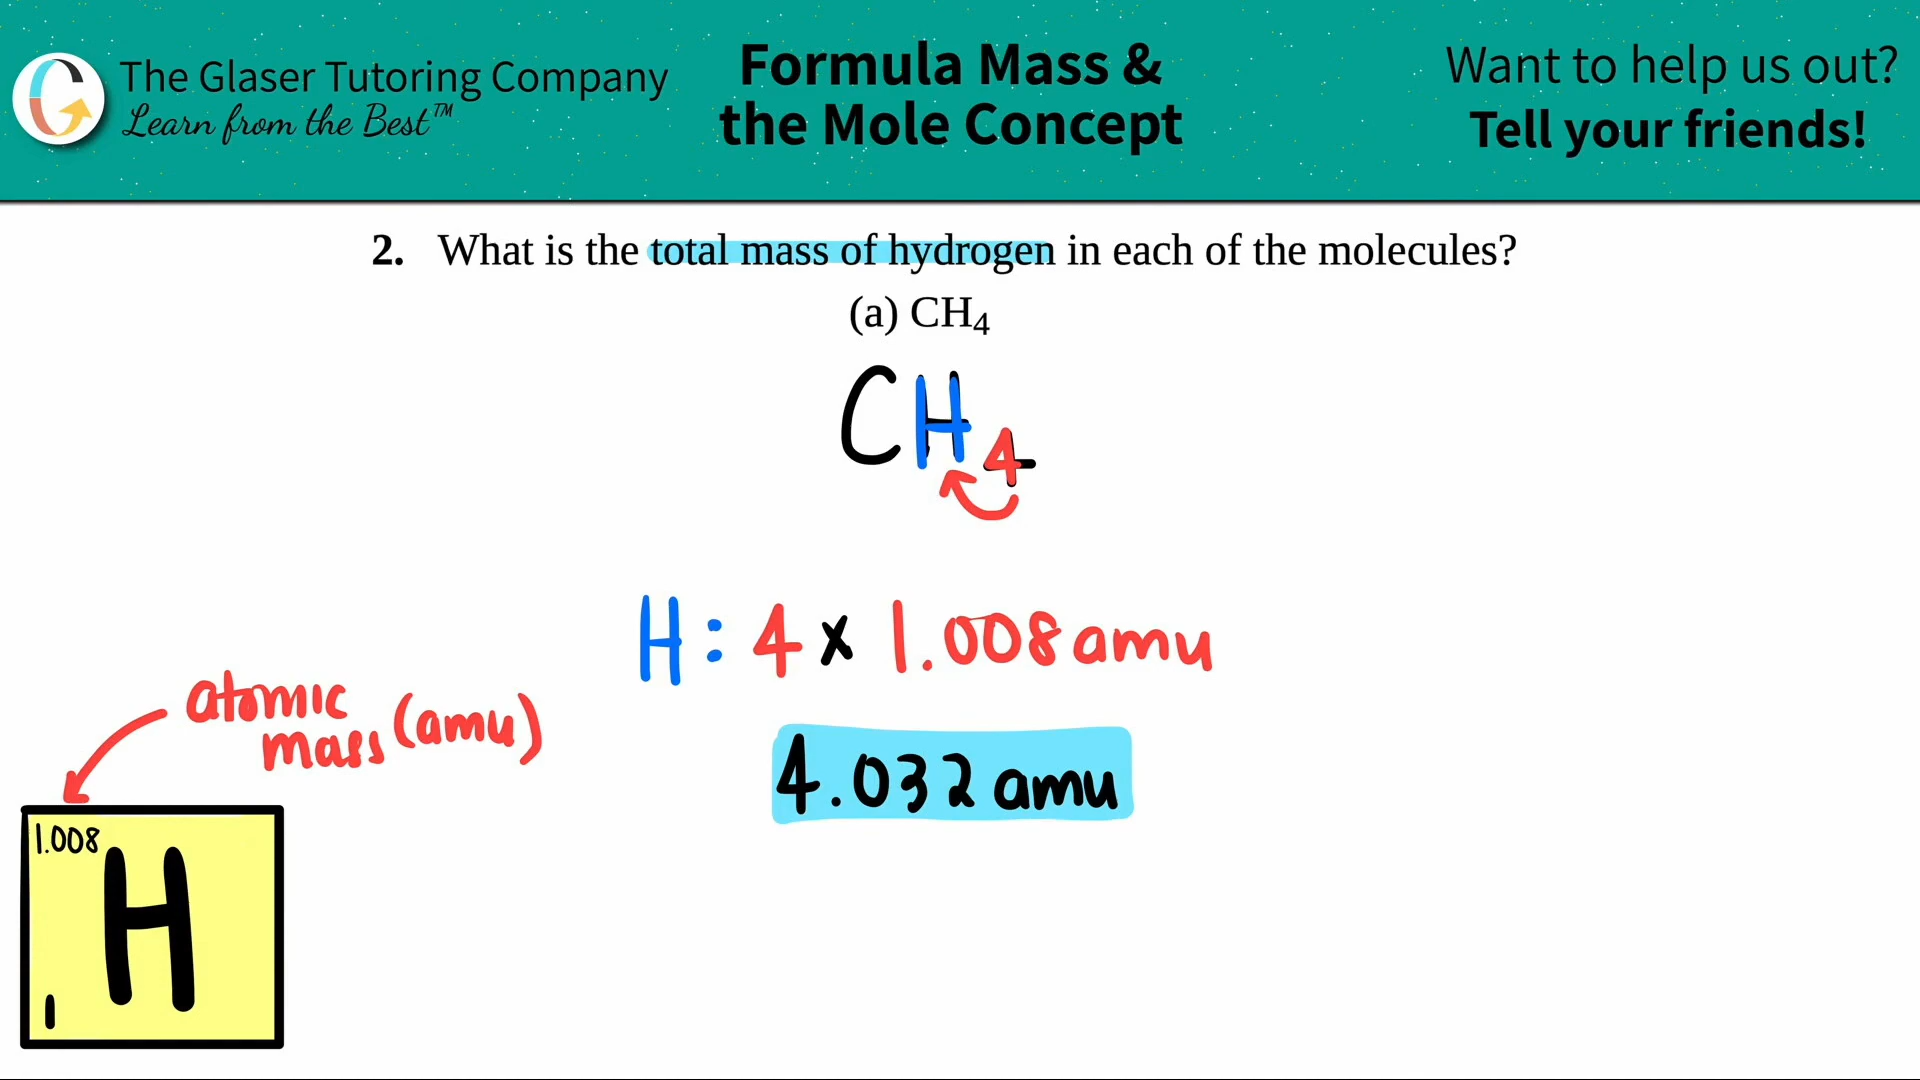 The Glaser Tutoring Company
Learn from the Best™
Formula Mass &
the Mole Concept
Want to help us out?
Tell your friends!
2. What is the total mass of hydrogen in each of the molecules?
(a) CH₄
CH₄
H: 4 x 1.008 amu
4.032 amu
atomic
mass (amu)
1.008
H
1